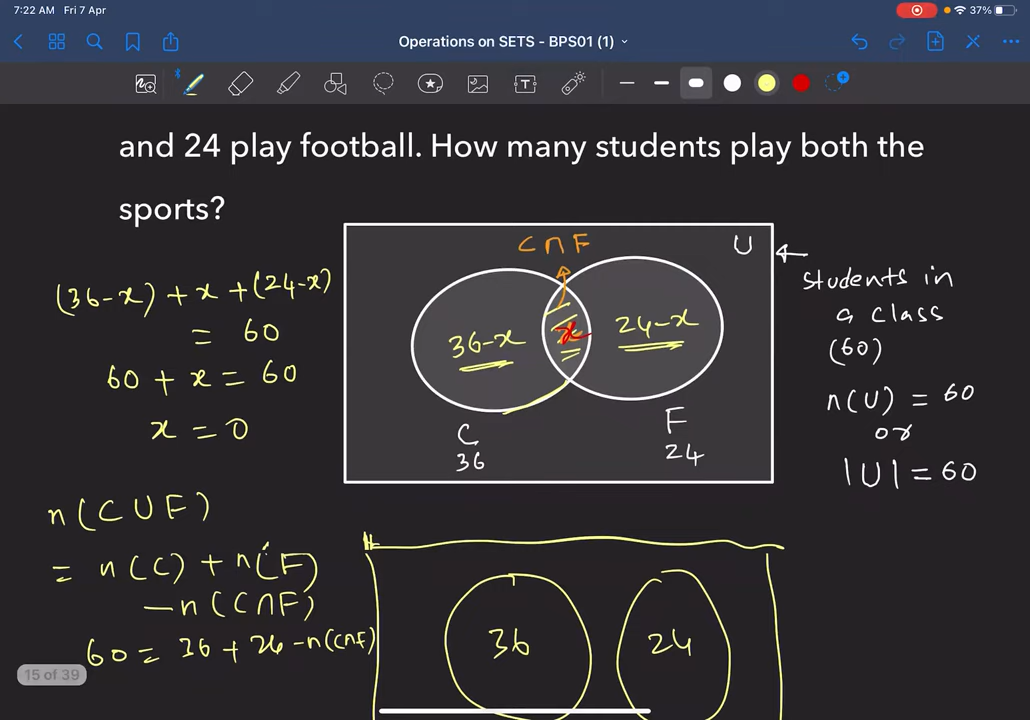 7:22 AM Fri 7 Apr
37%
Operations on SETS - BPS01 (1)
and 24 play football. How many students play both the
sports?
C ∩ F
U
(36-x) + x + (24-x)
= 60
60 + x = 60
x = 0
36-x
x
24-x
C
36
F
24
students in
a class
(60)
n(U) = 60
or
|U| = 60
n(C U F)
= n(C) + n(F)
- n(C∩F)
60 = 36 + 24 - n(C∩F)
36
24
15 of 39